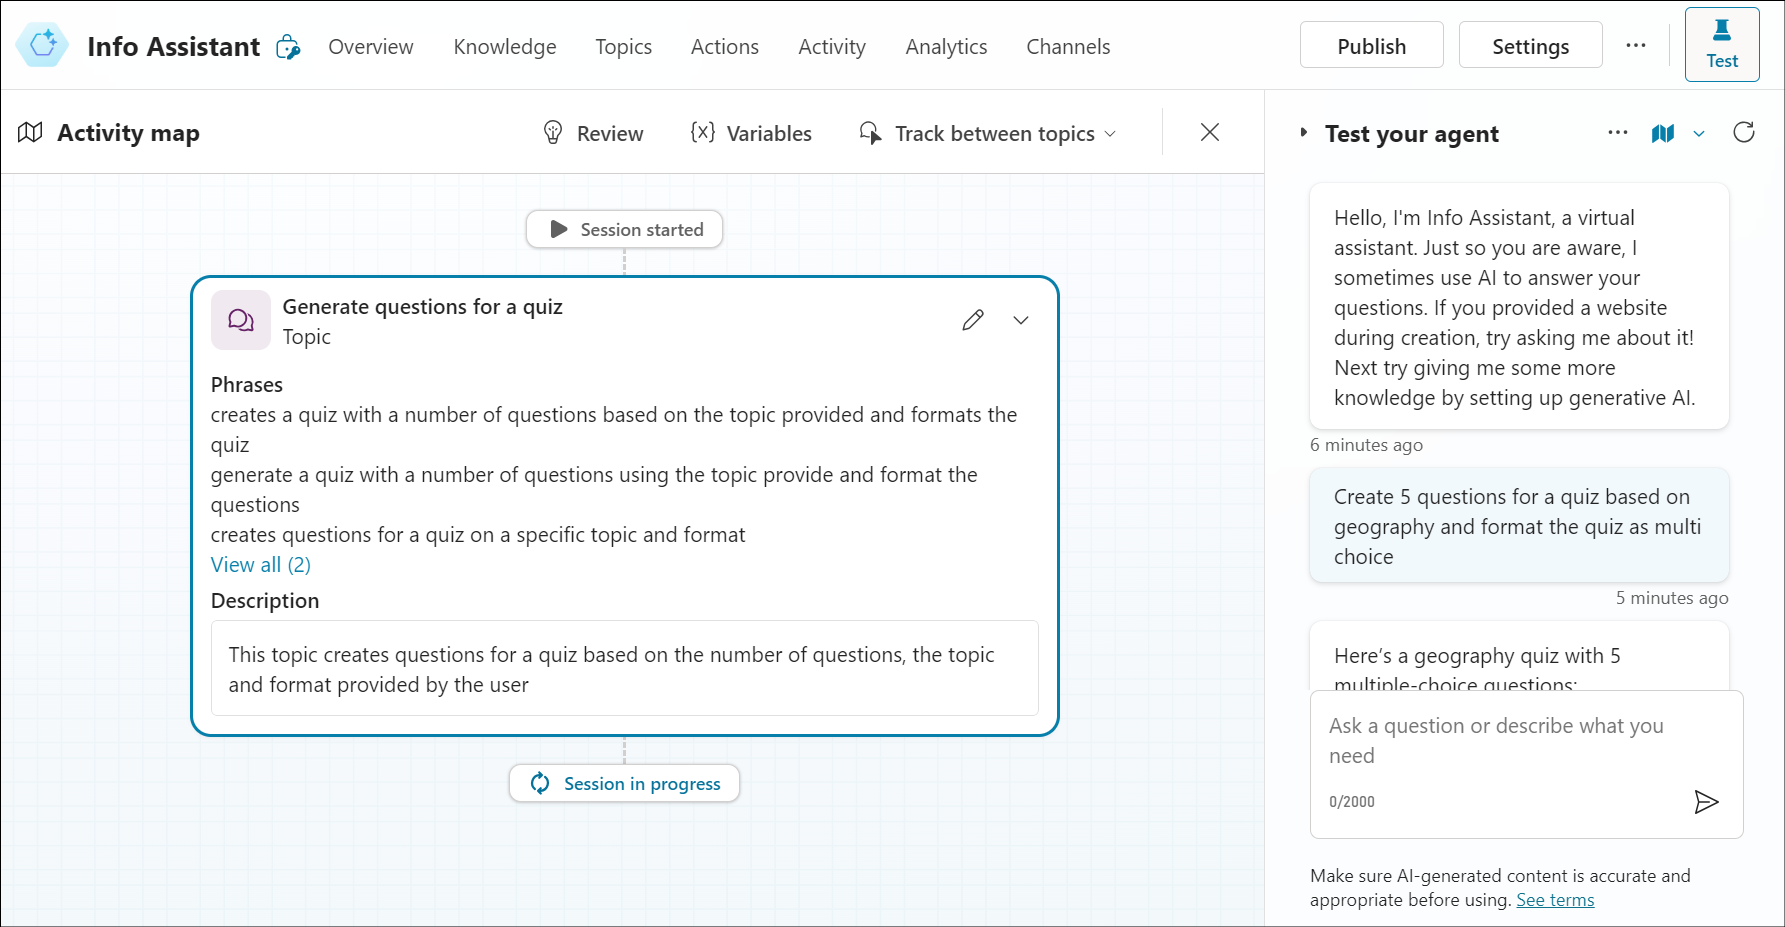 Info Assistant
Overview
Knowledge
Topics
Actions
Activity
Analytics
Channels
Publish
Settings
Test
Activity map
Review
{x} Variables
Track between topics
Session started
Generate questions for a quiz
Topic
Phrases
creates a quiz with a number of questions based on the topic provided and formats the
quiz
generate a quiz with a number of questions using the topic provide and format the
questions
creates questions for a quiz on a specific topic and format
View all (2)
Description
This topic creates questions for a quiz based on the number of questions, the topic
and format provided by the user
Session in progress
Test your agent
Hello, I'm Info Assistant, a virtual
assistant. Just so you are aware, I
sometimes use AI to answer your
questions. If you provided a website
during creation, try asking me about it!
Next try giving me some more
knowledge by setting up generative AI.
6 minutes ago
Create 5 questions for a quiz based on
geography and format the quiz as multi
choice
5 minutes ago
Here’s a geography quiz with 5
multiple-choice questions:
Ask a question or describe what you
need
0/2000
Make sure AI-generated content is accurate and
appropriate before using. See terms